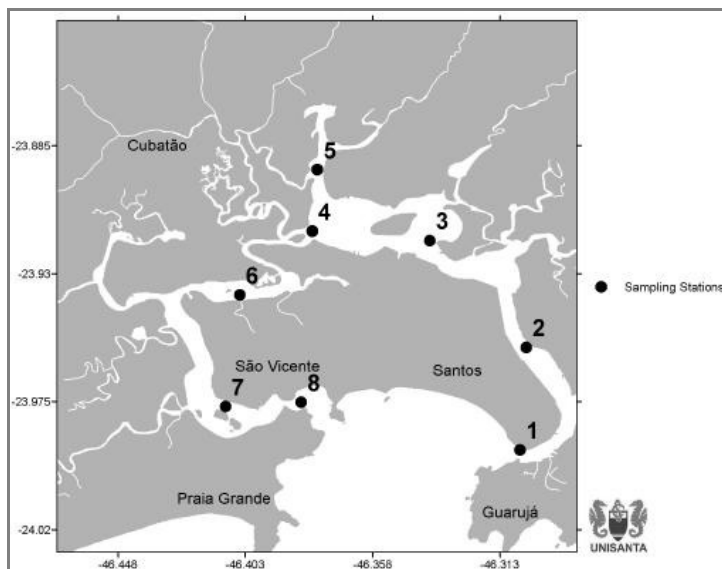 -23.885
-23.93
-23.975
-24.02
-46.448
-46.403
-46.358
-46.313
Cubatão
5
4
3
6
2
São Vicente
Santos
7
8
1
Praia Grande
Guarujá
Sampling Stations
UNISANTA